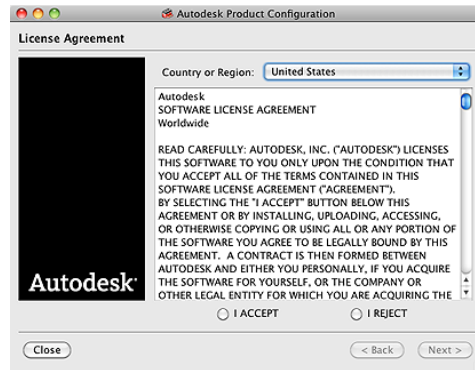 Autodesk Product Configuration
License Agreement
Country or Region: United States
Autodesk
SOFTWARE LICENSE AGREEMENT
Worldwide
READ CAREFULLY: AUTODESK, INC. ("AUTODESK") LICENSES
THIS SOFTWARE TO YOU ONLY UPON THE CONDITION THAT
YOU ACCEPT ALL OF THE TERMS CONTAINED IN THIS
SOFTWARE LICENSE AGREEMENT ("AGREEMENT").
BY SELECTING THE "I ACCEPT" BUTTON BELOW THIS
AGREEMENT OR BY INSTALLING, UPLOADING, ACCESSING,
OR OTHERWISE COPYING OR USING ALL OR ANY PORTION OF
THE SOFTWARE YOU AGREE TO BE LEGALLY BOUND BY THIS
AGREEMENT. A CONTRACT IS THEN FORMED BETWEEN
AUTODESK AND EITHER YOU PERSONALLY, IF YOU ACQUIRE
THE SOFTWARE FOR YOURSELF, OR THE COMPANY OR
OTHER LEGAL ENTITY FOR WHICH YOU ARE ACQUIRING THE
Autodesk
I ACCEPT I REJECT
Close < Back Next >